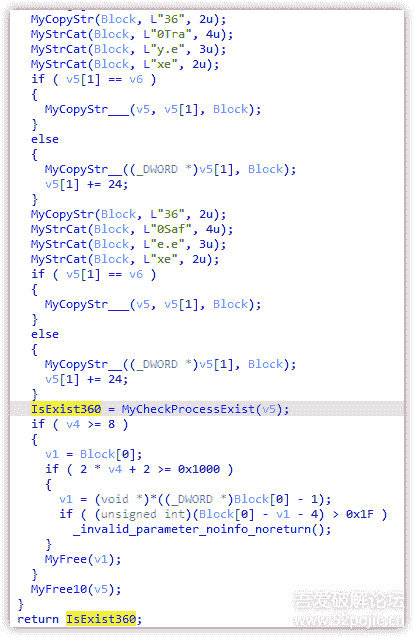 MyCopyStr(Block, L"36", 2u);
MyStrCat(Block, L"0Tra", 4u);
MyStrCat(Block, L"y.e", 3u);
MyStrCat(Block, L"xe", 2u);
if ( v5[1] == v6 )
{
MyCopyStr___(v5, v5[1], Block);
}
else
{
MyCopyStr__((_DWORD *)v5[1], Block);
v5[1] += 24;
}
MyCopyStr(Block, L"36", 2u);
MyStrCat(Block, L"0Saf", 4u);
MyStrCat(Block, L"e.e", 3u);
MyStrCat(Block, L"xe", 2u);
if ( v5[1] == v6 )
{
MyCopyStr___(v5, v5[1], Block);
}
else
{
MyCopyStr__((_DWORD *)v5[1], Block);
v5[1] += 24;
}
IsExist360 = MyCheckProcessExist(v5);
if ( v4 >= 8 )
{
v1 = Block[0];
if ( 2 * v4 + 2 >= 0x1000 )
{
v1 = (void *)*((_DWORD *)Block[0] - 1);
if ( (unsigned int)(Block[0] - v1 - 4) > 0x1F )
_invalid_parameter_noinfo_noreturn();
}
MyFree(v1);
}
MyFree10(v5);
}
return IsExist360;
吾爱破解论坛
www.52pojie.cn